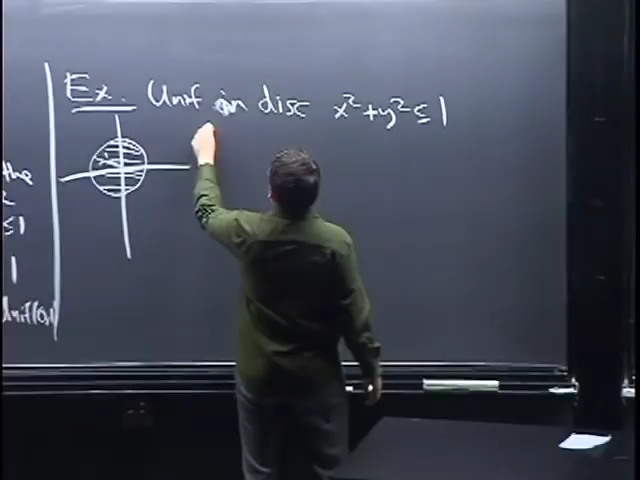 the
≤1
1
Unif(0,1
Ex. Unif in disc x²+y² ≤ 1